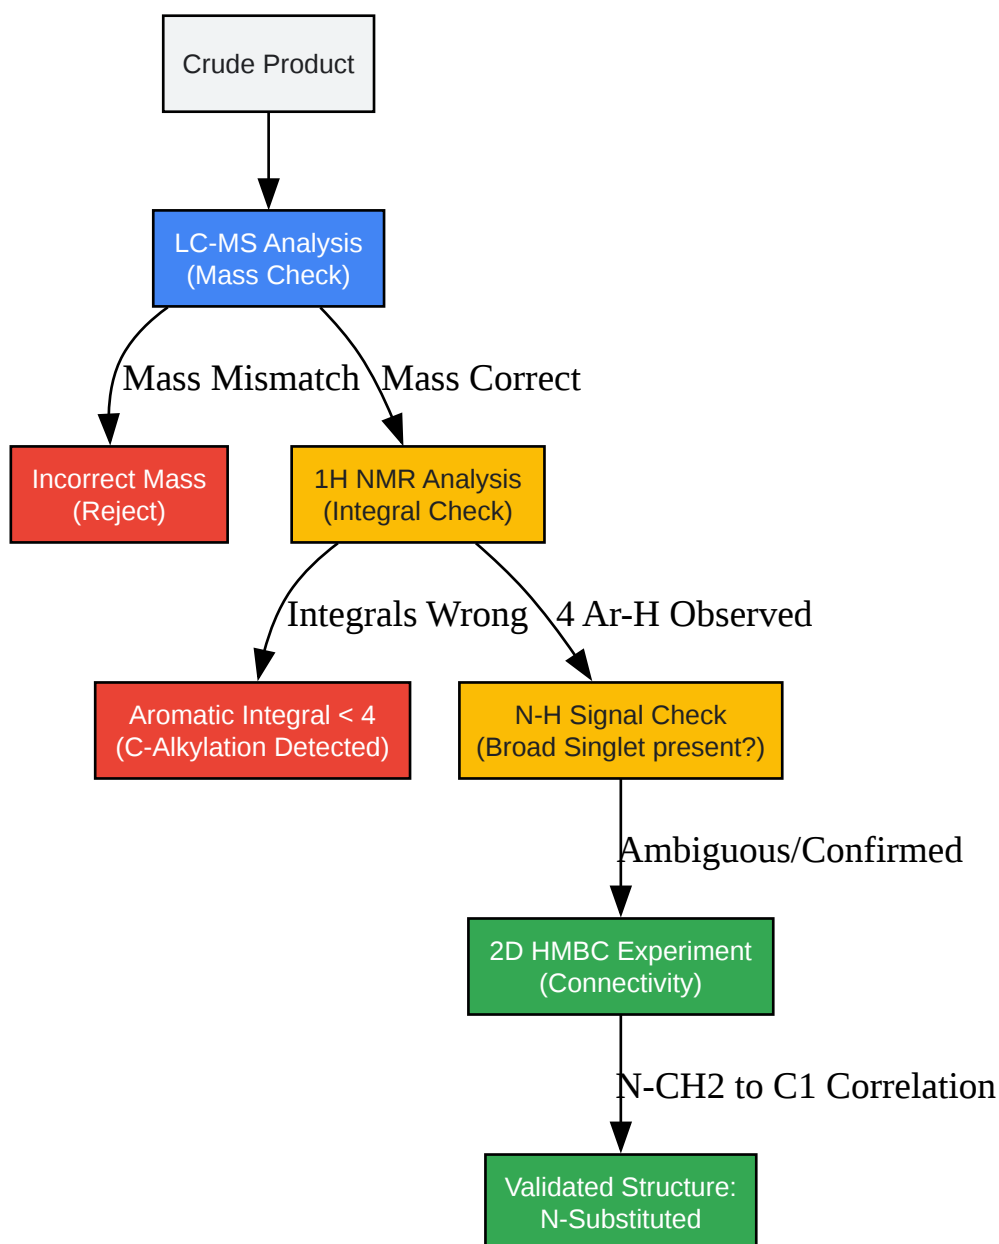 Crude Product
LC-MS Analysis
(Mass Check)
Mass Mismatch
Mass Correct
Incorrect Mass
(Reject)
1H NMR Analysis
(Integral Check)
Integrals Wrong
4 Ar-H Observed
Aromatic Integral < 4
(C-Alkylation Detected)
N-H Signal Check
(Broad Singlet present?)
Ambiguous/Confirmed
2D HMBC Experiment
(Connectivity)
N-CH2 to C1 Correlation
Validated Structure:
N-Substituted